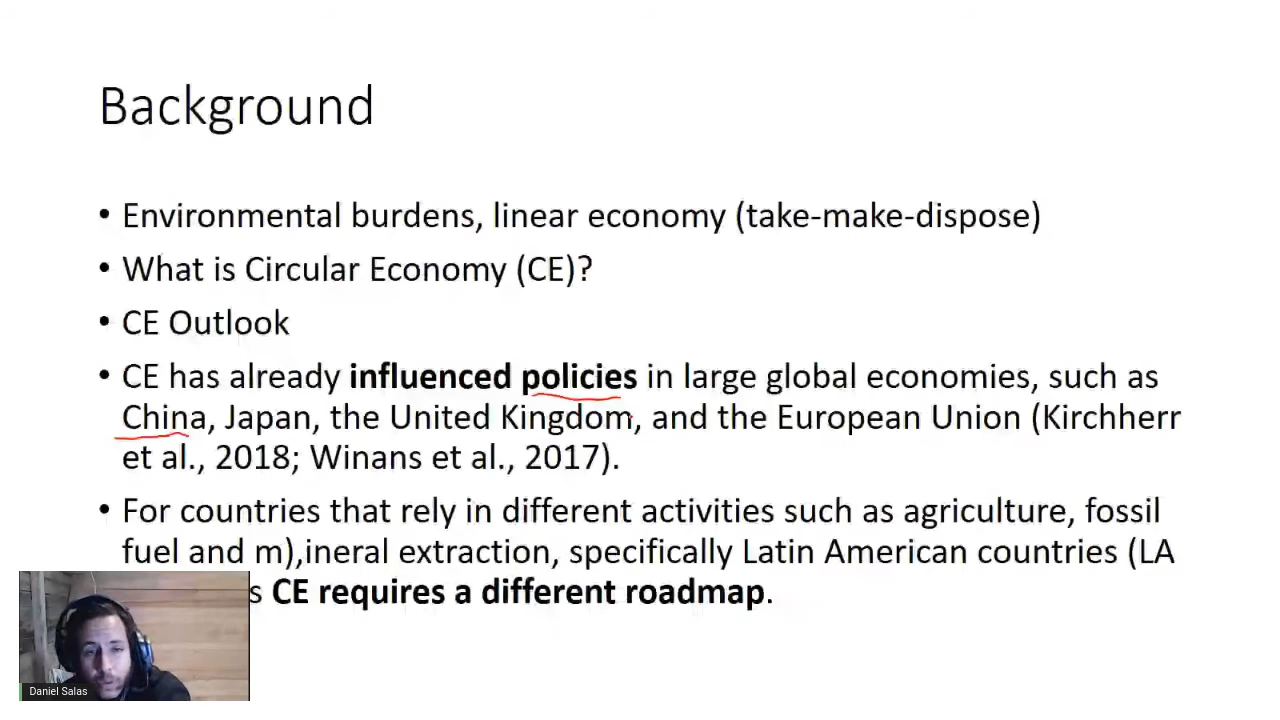 Background
• Environmental burdens, linear economy (take-make-dispose)
• What is Circular Economy (CE)?
• CE Outlook
• CE has already influenced policies in large global economies, such as
China, Japan, the United Kingdom, and the European Union (Kirchherr
et al., 2018; Winans et al., 2017).
• For countries that rely in different activities such as agriculture, fossil
fuel and m),ineral extraction, specifically Latin American countries (LA
CE requires a different roadmap.
Daniel Salas